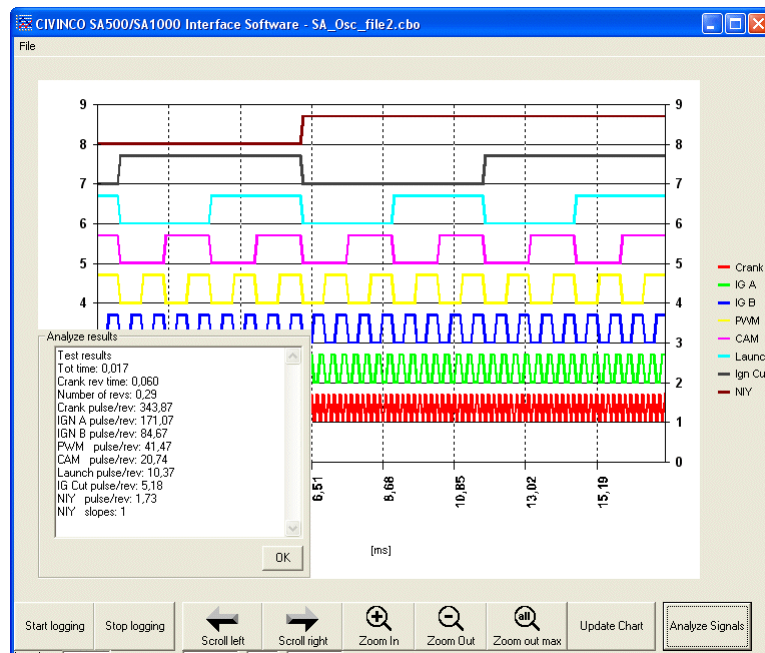 CIVINCO SA500/SA1000 Interface Software - SA_Osc_file2.cbo
File
9
8
7
6
5
4
9
8
7
6
5
4
3
2
1
0
Crank
IG A
IG B
PWM
CAM
Launc
Ign Cu
NIY
Analyze results
Test results
Tot time: 0,017
Crank rev time: 0,060
Number of revs: 0,29
Crank pulse/rev: 343,87
IGN A pulse/rev: 171,07
IGN B pulse/rev: 84,67
PWM pulse/rev: 41,47
CAM pulse/rev: 20,74
Launch pulse/rev: 10,37
IG Cut pulse/rev: 5,18
NIY pulse/rev: 1,73
NIY slopes: 1
OK
6,51
8,68
10,85
13,02
15,19
[ms]
Start logging
Stop logging
Scroll left
Scroll right
Zoom In
Zoom Out
all
Zoom out max
Update Chart
Analyze Signals